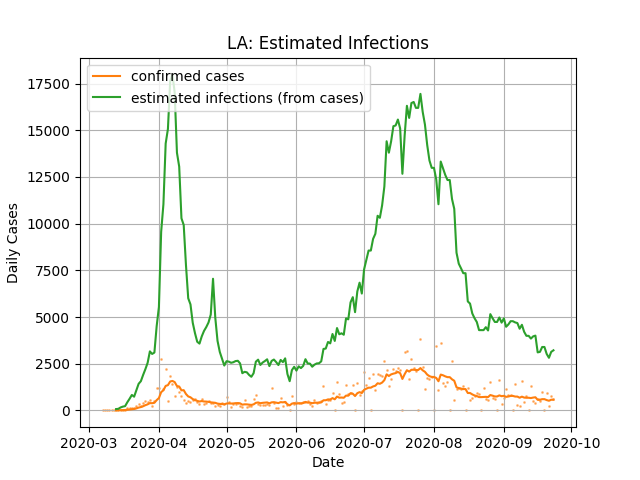 LA: Estimated Infections
confirmed cases
estimated infections (from cases)
Daily Cases
17500
15000
12500
10000
7500
5000
2500
0
2020-03 2020-04 2020-05 2020-06 2020-07 2020-08 2020-09 2020-10
Date